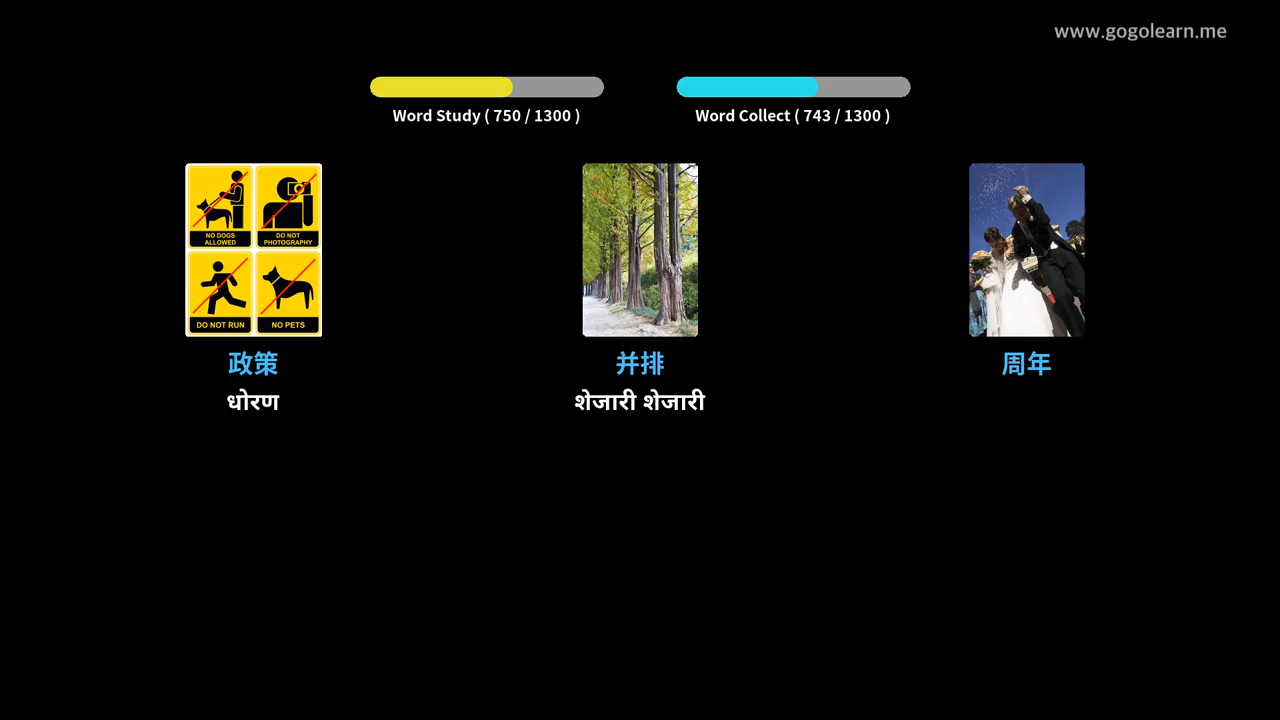 www.gogolearn.me
Word Study ( 750 / 1300 )
Word Collect ( 743 / 1300 )
NO DOGS
ALLOWED
DO NOT
PHOTOGRAPHY
DO NOT RUN
NO PETS
政策
并排
周年
धोरण
शेजारी शेजारी